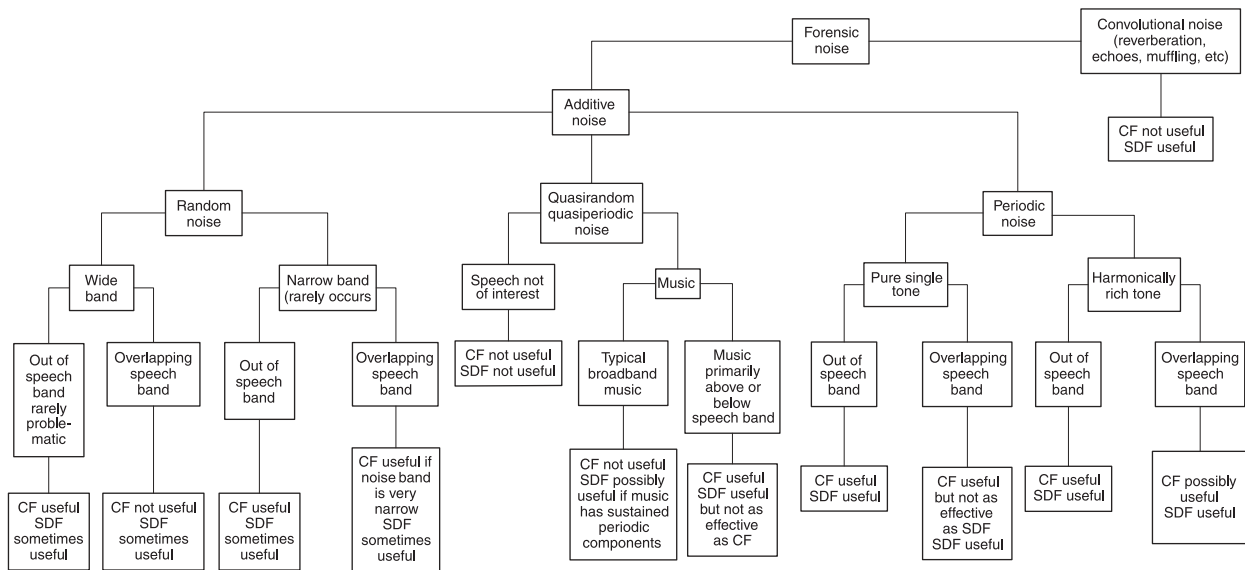 Forensic
noise
Convolutional noise
(reverberation,
echoes, muffling, etc)
Additive
noise
CF not useful
SDF useful
Random
noise
Quasirandom
quasiperiodic
noise
Periodic
noise
Wide
band
Narrow band
(rarely occurs
Speech not
of interest
Music
Pure single
tone
Harmonically
rich tone
Out of
speech
band
rarely
proble-
matic
Overlapping
speech
band
Out of
speech
band
Overlapping
speech
band
CF not useful
SDF not useful
Typical
broadband
music
Music
primarily
above or
below
speech band
Out of
speech
band
Overlapping
speech
band
Out of
speech
band
Overlapping
speech
band
CF useful
SDF
sometimes
useful
CF not useful
SDF
sometimes
useful
CF useful
SDF
sometimes
useful
CF useful if
noise band
is very
narrow
SDF
sometimes
useful
CF not useful
SDF possibly
useful if music
has sustained
periodic
components
CF useful
SDF useful
but not as
effective
as CF
CF useful
SDF useful
CF useful
but not as
effective
as SDF
SDF useful
CF useful
SDF useful
CF possibly
useful
SDF useful